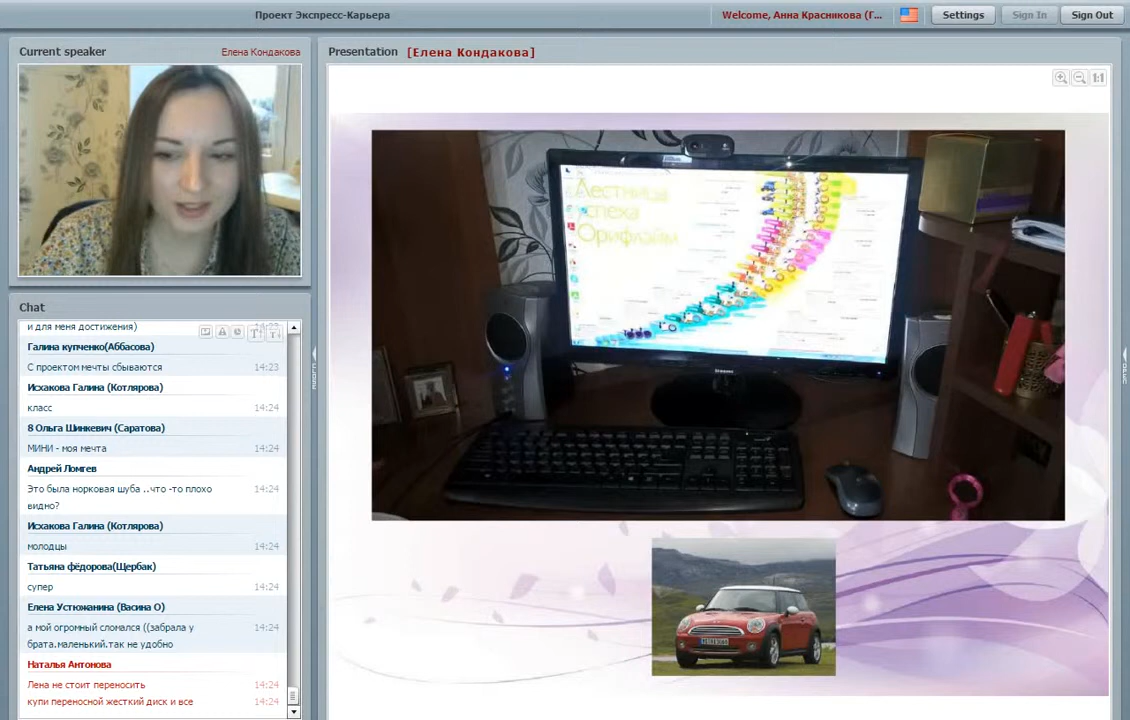 Проект Экспресс-Карьера
Welcome, Анна Красникова (Г...
Settings
Sign In
Sign Out
Current speaker
Елена Кондакова
Presentation [Елена Кондакова]
1:1
Лестница
успеха
Орифлэйм
SAMSUNG
Chat
и для меня достижения)
14:23
Галина купченко(Аббасова)
С проектом мечты сбываются
14:23
Исхакова Галина (Котлярова)
класс
14:24
8 Ольга Шинкевич (Саратова)
МИНИ - моя мечта
14:24
Андрей Ломгев
Это была норковая шуба ..что -то плохо
14:24
видно?
Исхакова Галина (Котлярова)
молодцы
14:24
Татьяна фёдорова(Щербак)
супер
14:24
Елена Устюжанина (Васина О)
а мой огромный сломался ((забрала у
14:24
брата.маленький.так не удобно
Наталья Антонова
Лена не стоит переносить
14:24
купи переносной жесткий диск и все
14:24